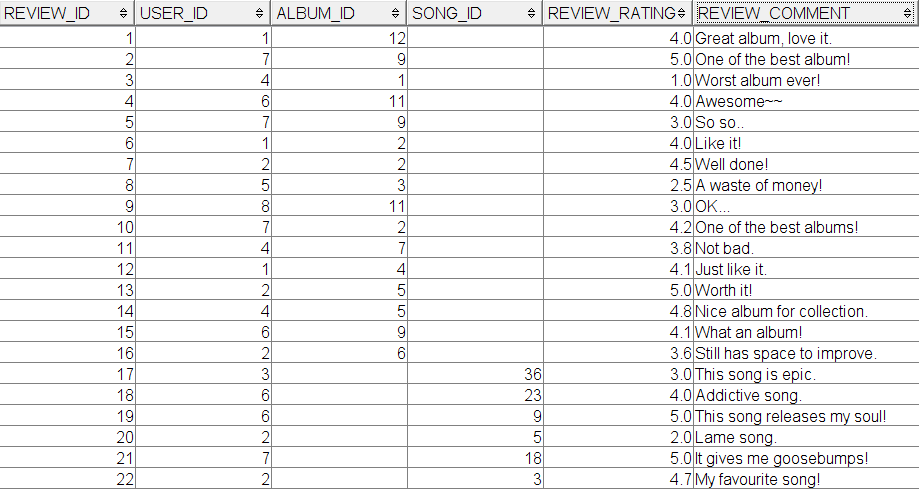 REVIEW_ID USER_ID ALBUM_ID SONG_ID REVIEW_RATING REVIEW_COMMENT
1 1 12 4.0 Great album, love it.
2 7 9 5.0 One of the best album!
3 4 1 1.0 Worst album ever!
4 6 11 4.0 Awesome~~
5 7 9 3.0 So so..
6 1 2 4.0 Like it!
7 2 2 4.5 Well done!
8 5 3 2.5 A waste of money!
9 8 11 3.0 OK...
10 7 2 4.2 One of the best albums!
11 4 7 3.8 Not bad.
12 1 4 4.1 Just like it.
13 2 5 5.0 Worth it!
14 4 5 4.8 Nice album for collection.
15 6 9 4.1 What an album!
16 2 6 3.6 Still has space to improve.
17 3 36 3.0 This song is epic.
18 6 23 4.0 Addictive song.
19 6 9 5.0 This song releases my soul!
20 2 5 2.0 Lame song.
21 7 18 5.0 It gives me goosebumps!
22 2 3 4.7 My favourite song!